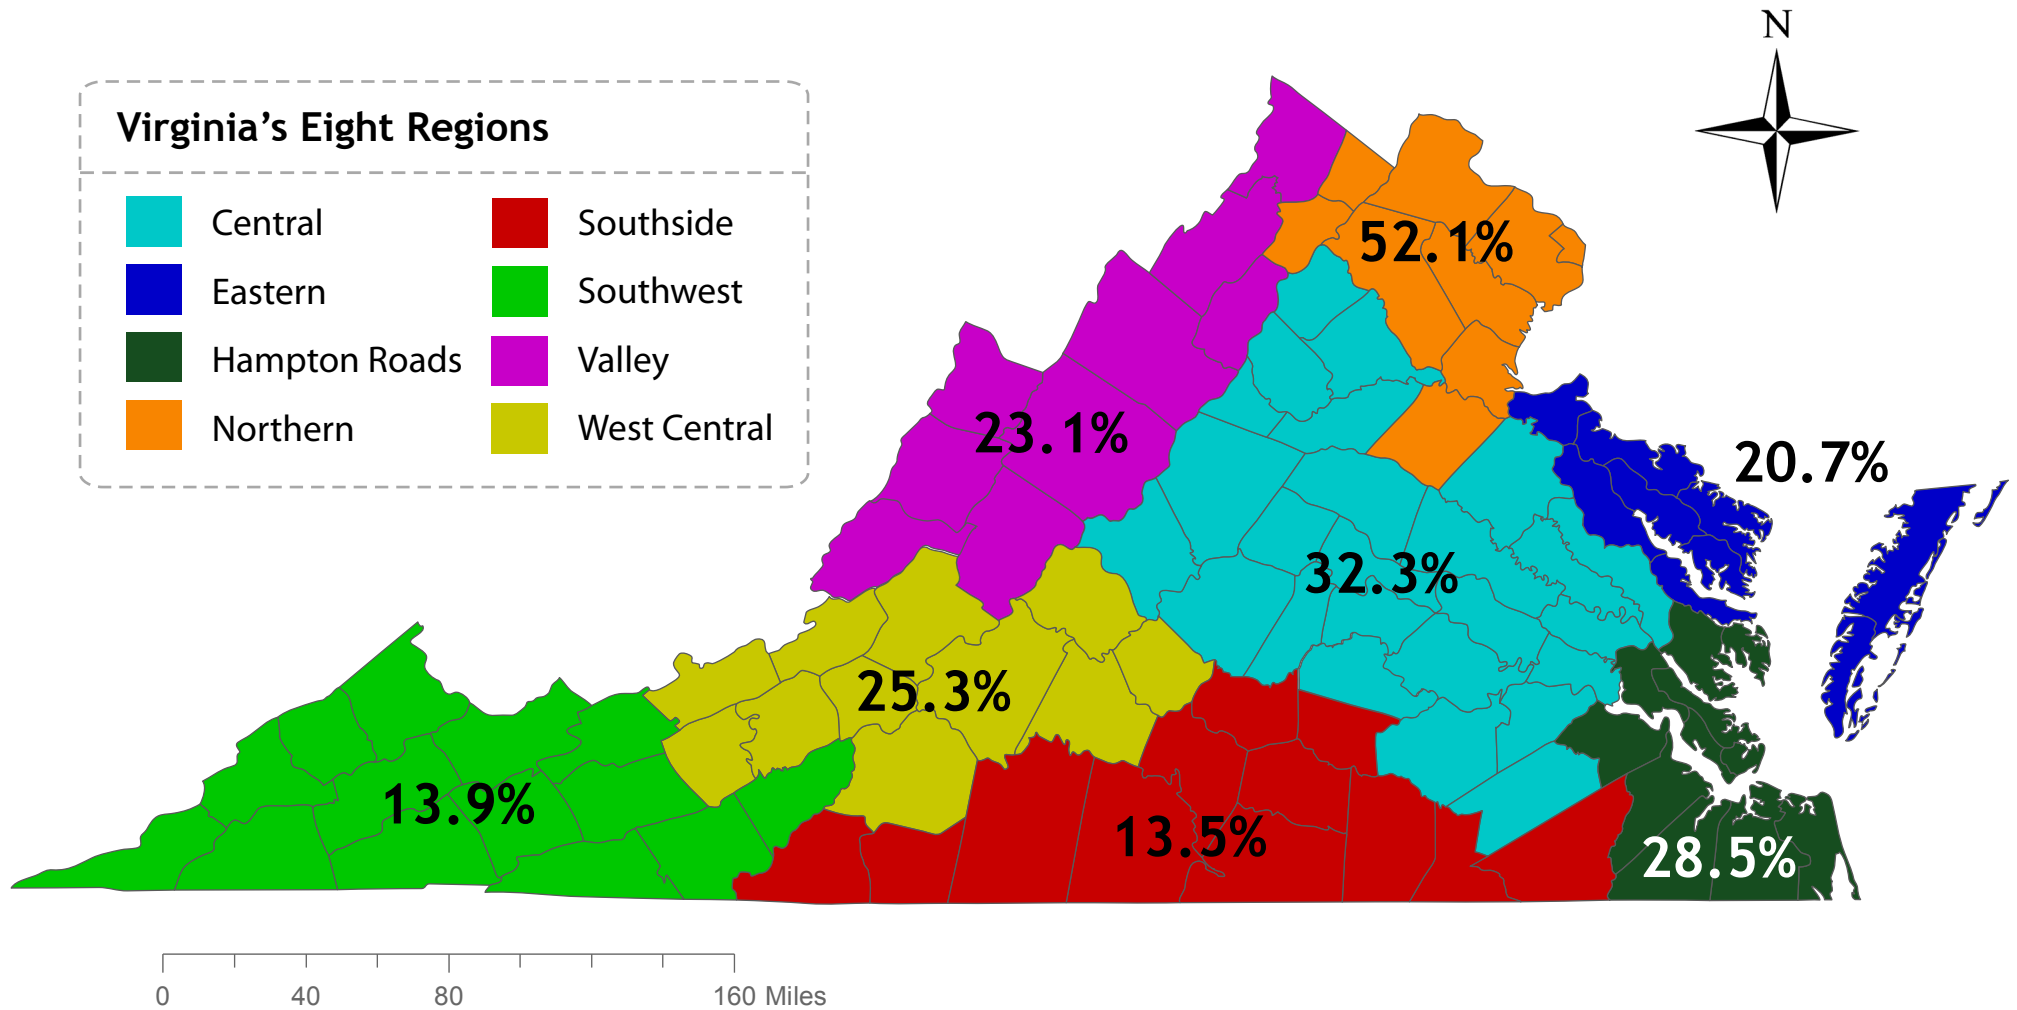 N
Virginia’s Eight Regions
Central
Southside
Eastern
Southwest
Hampton Roads
Valley
Northern
West Central
52.1%
23.1%
20.7%
32.3%
25.3%
13.9%
13.5%
28.5%
0 40 80 160 Miles